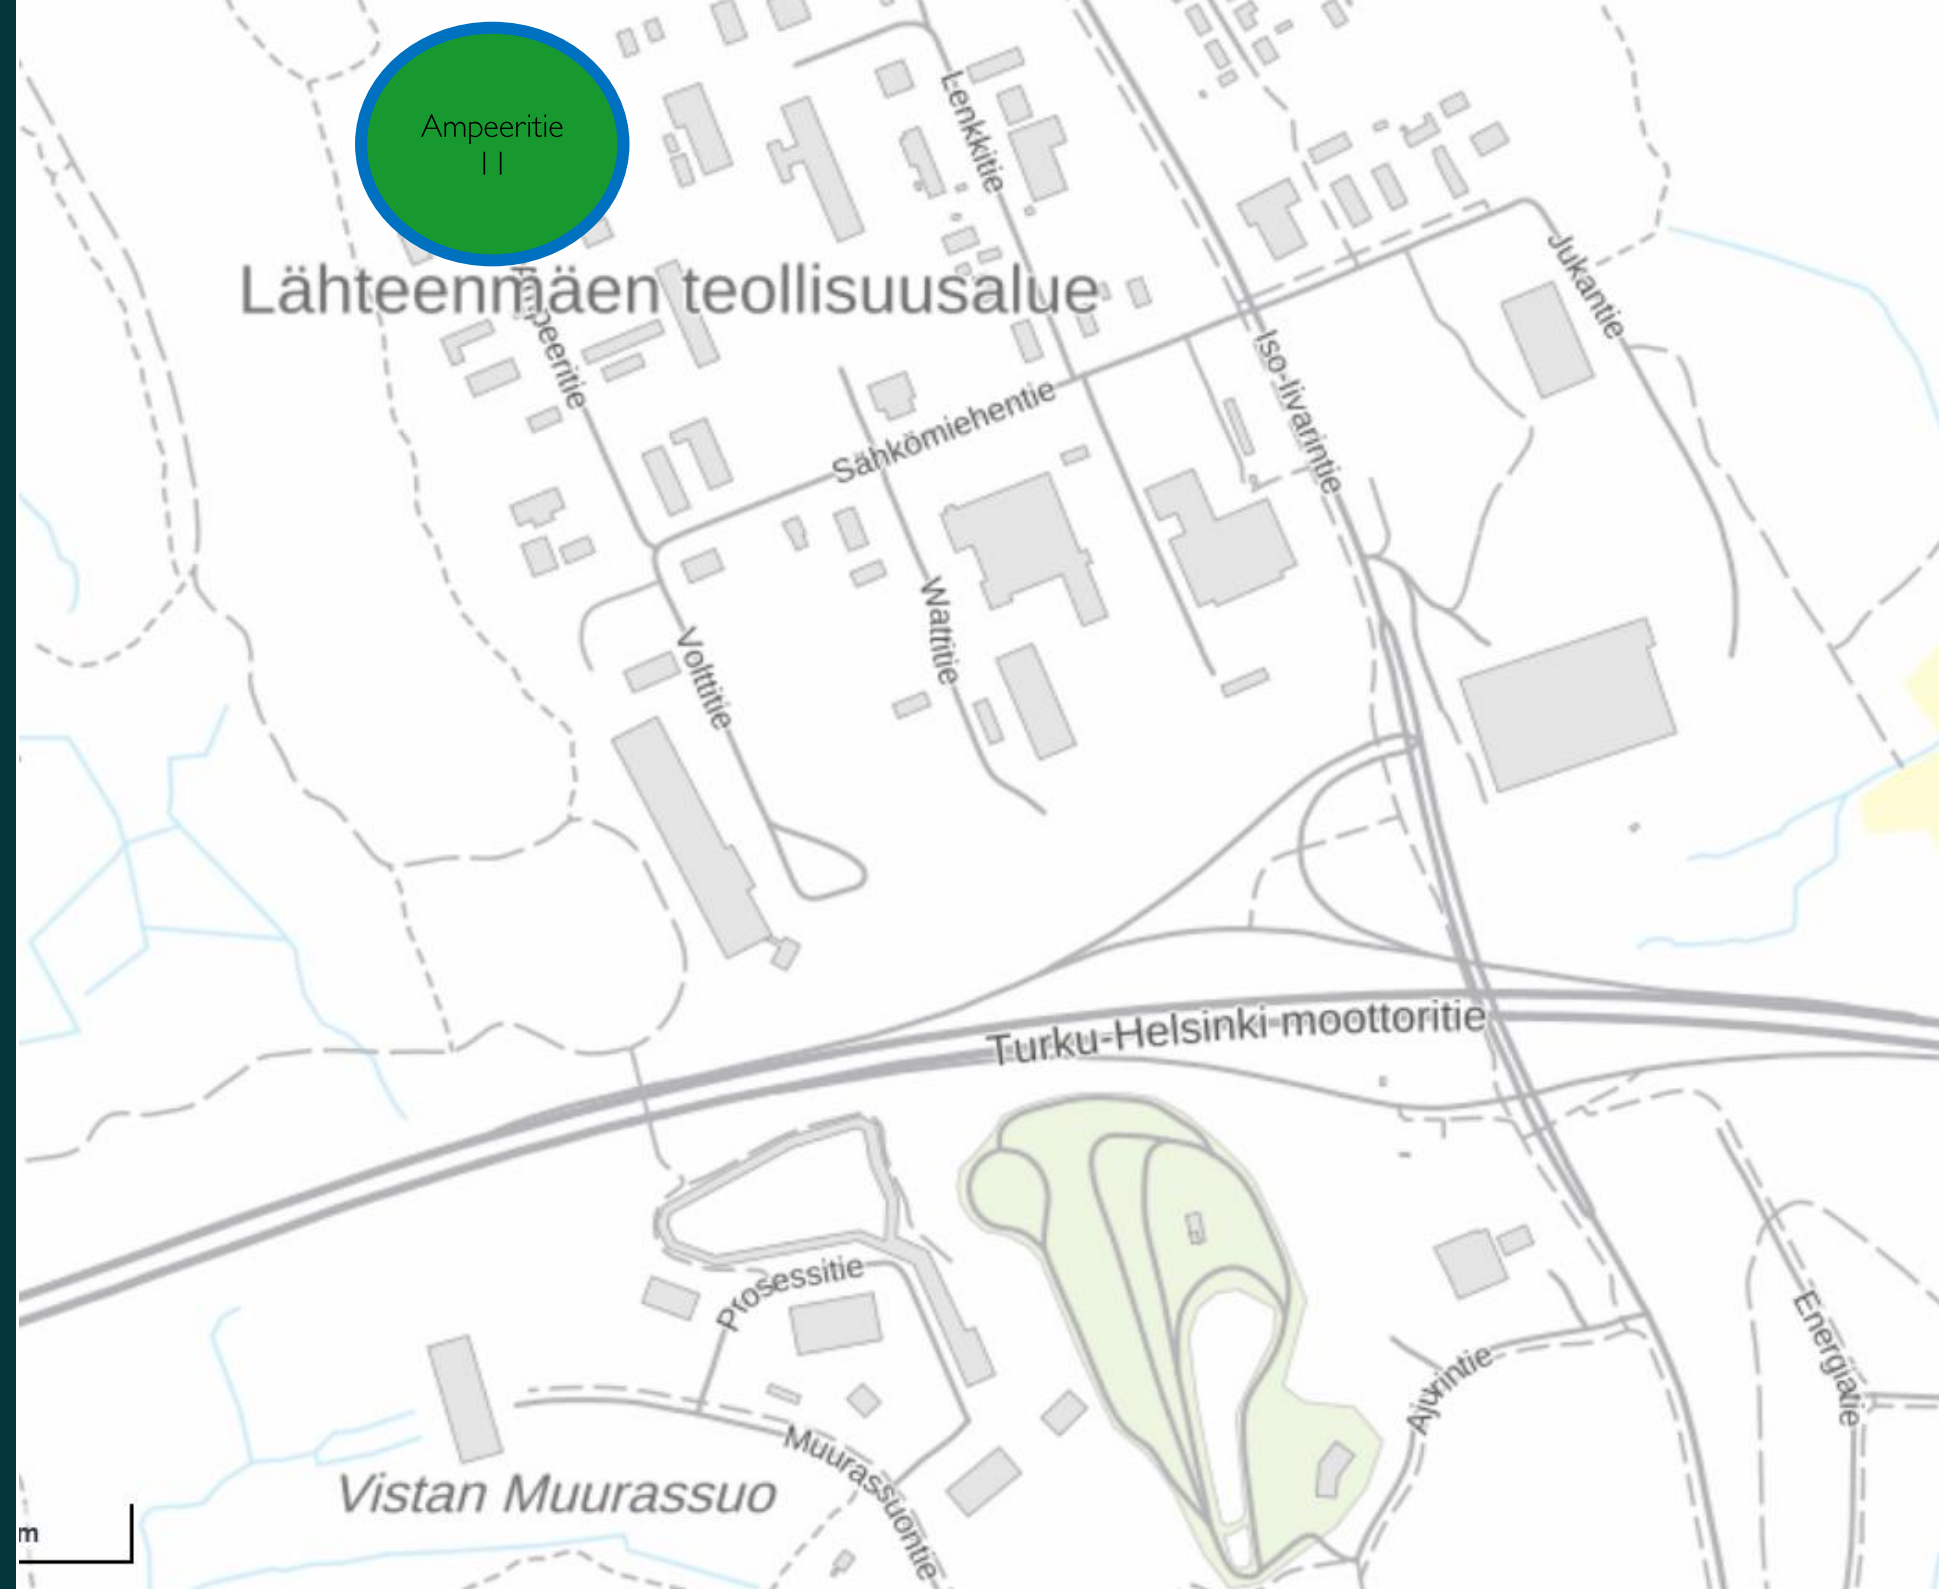 Ampeeritie
11
Lenkkitie
Lähteenmäen teollisuusalue
Ampeeritie
Jukantie
Iso-Iivarintie
Sähkömiehentie
Wattitie
Volttitie
Turku-Helsinki-moottoritie
Prosessitie
Energiatie
Ajurintie
Muurassuontie
Vistan Muurassuo
m